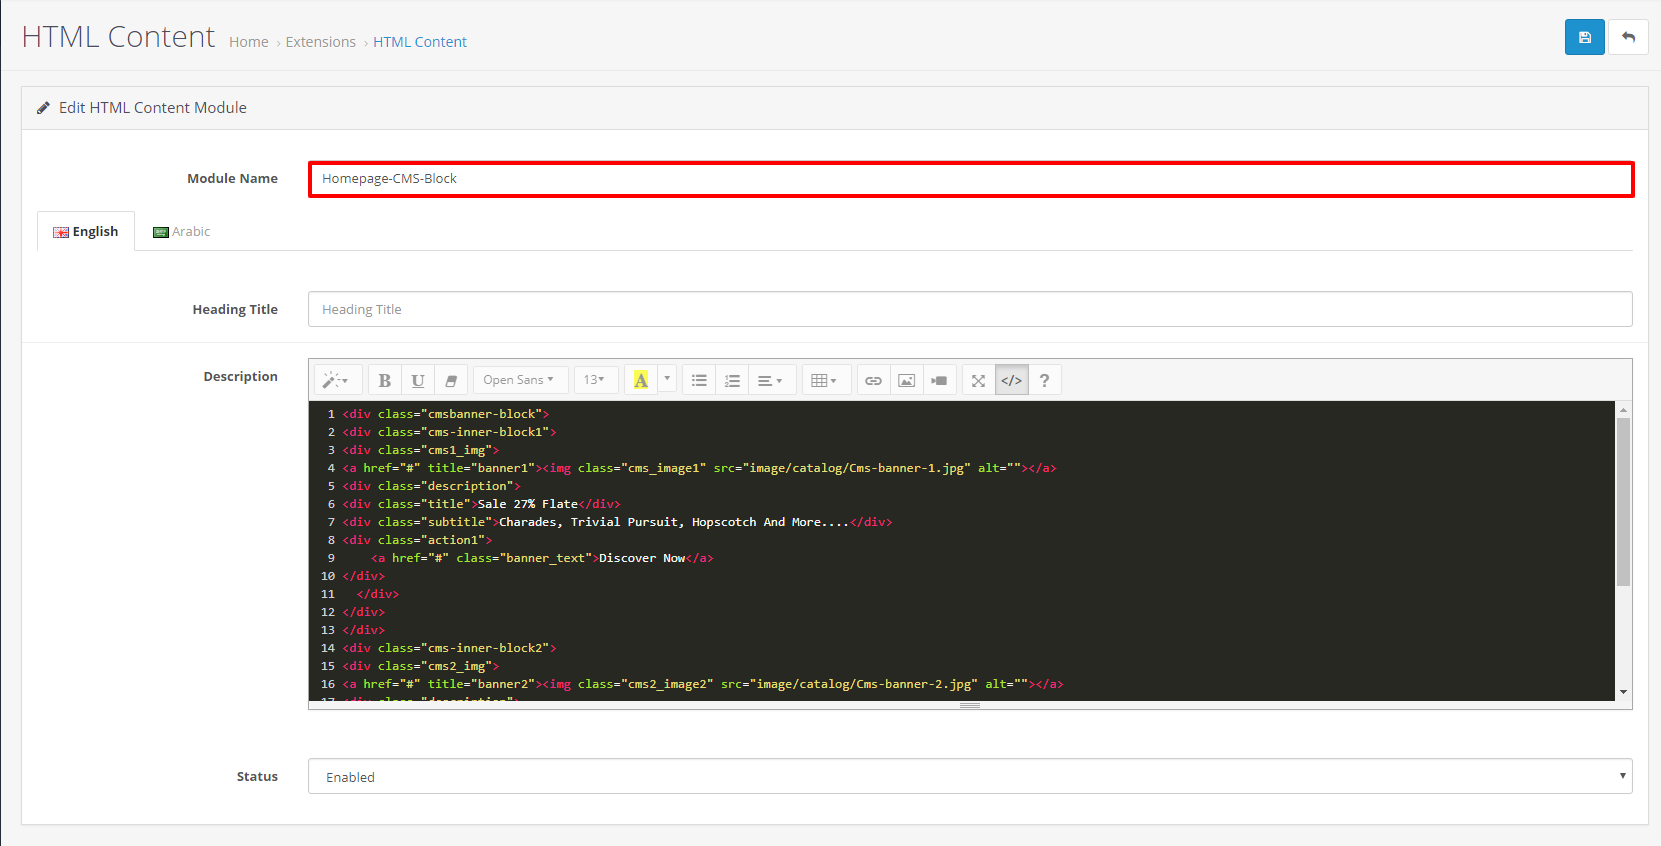 HTML Content Home › Extensions › HTML Content
Edit HTML Content Module
Module Name Homepage-CMS-Block
English Arabic
Heading Title Heading Title
Description
B U Open Sans 13 A </> ?
1 <div class="cmsbanner-block">
2 <div class="cms-inner-block1">
3 <div class="cms1_img">
4 <a href="#" title="banner1"><img class="cms_image1" src="image/catalog/Cms-banner-1.jpg" alt=""></a>
5 <div class="description">
6 <div class="title">Sale 27% Flate</div>
7 <div class="subtitle">Charades, Trivial Pursuit, Hopscotch And More....</div>
8 <div class="action1">
9     <a href="#" class="banner_text">Discover Now</a>
10 </div>
11   </div>
12 </div>
13 </div>
14 <div class="cms-inner-block2">
15 <div class="cms2_img">
16 <a href="#" title="banner2"><img class="cms2_image2" src="image/catalog/Cms-banner-2.jpg" alt=""></a>
17 <div class="description">
Status Enabled